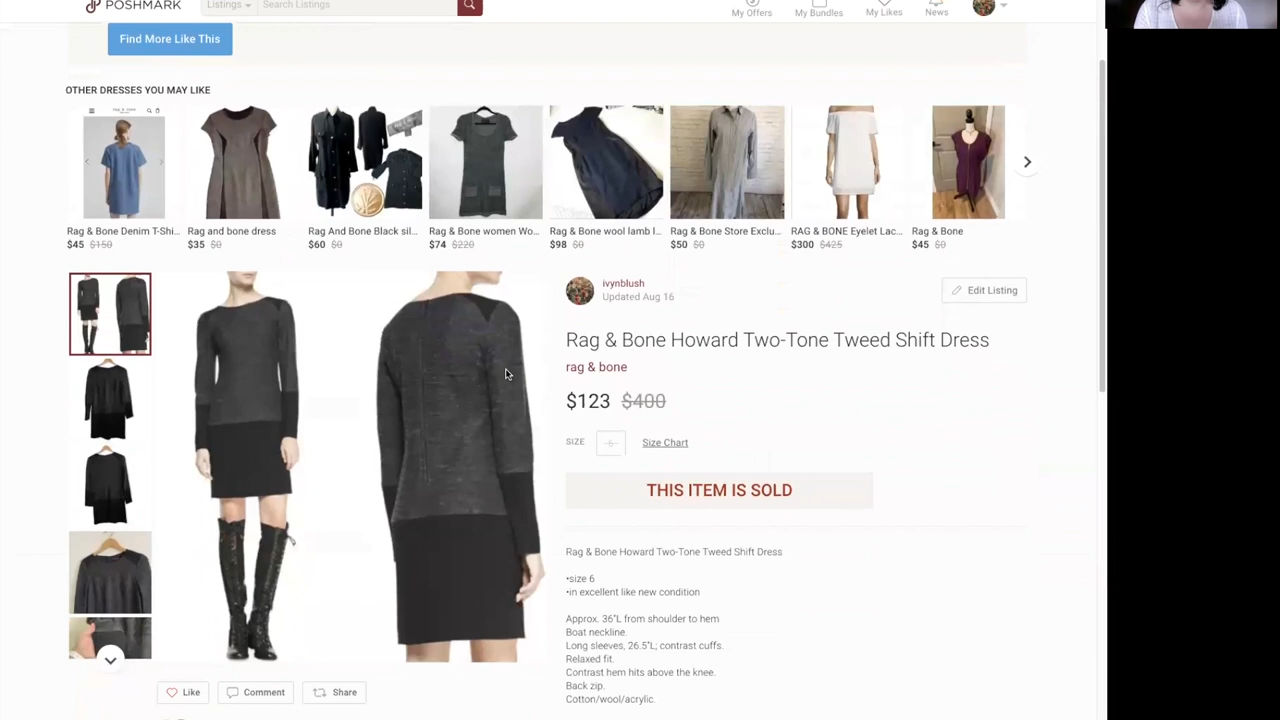 POSHMARK
Listings
Search Listings
My Offers
My Bundles
My Likes
News
Find More Like This
OTHER DRESSES YOU MAY LIKE
rag & bone
Rag & Bone Denim T-Shi...
$45 $150
Rag and bone dress
$35 $0
Rag And Bone Black sil...
$60 $0
Rag & Bone women Wo...
$74 $220
Rag & Bone wool lamb l...
$98 $0
Rag & Bone Store Exclu...
$50 $0
RAG & BONE Eyelet Lac...
$300 $425
Rag & Bone
$45 $0
ivynblush
Updated Aug 16
Edit Listing
Rag & Bone Howard Two-Tone Tweed Shift Dress
rag & bone
$123 $400
SIZE 6 Size Chart
THIS ITEM IS SOLD
Rag & Bone Howard Two-Tone Tweed Shift Dress
•size 6
•in excellent like new condition
Approx. 36"L from shoulder to hem
Boat neckline.
Long sleeves, 26.5"L; contrast cuffs.
Relaxed fit.
Contrast hem hits above the knee.
Back zip.
Cotton/wool/acrylic.
Like
Comment
Share